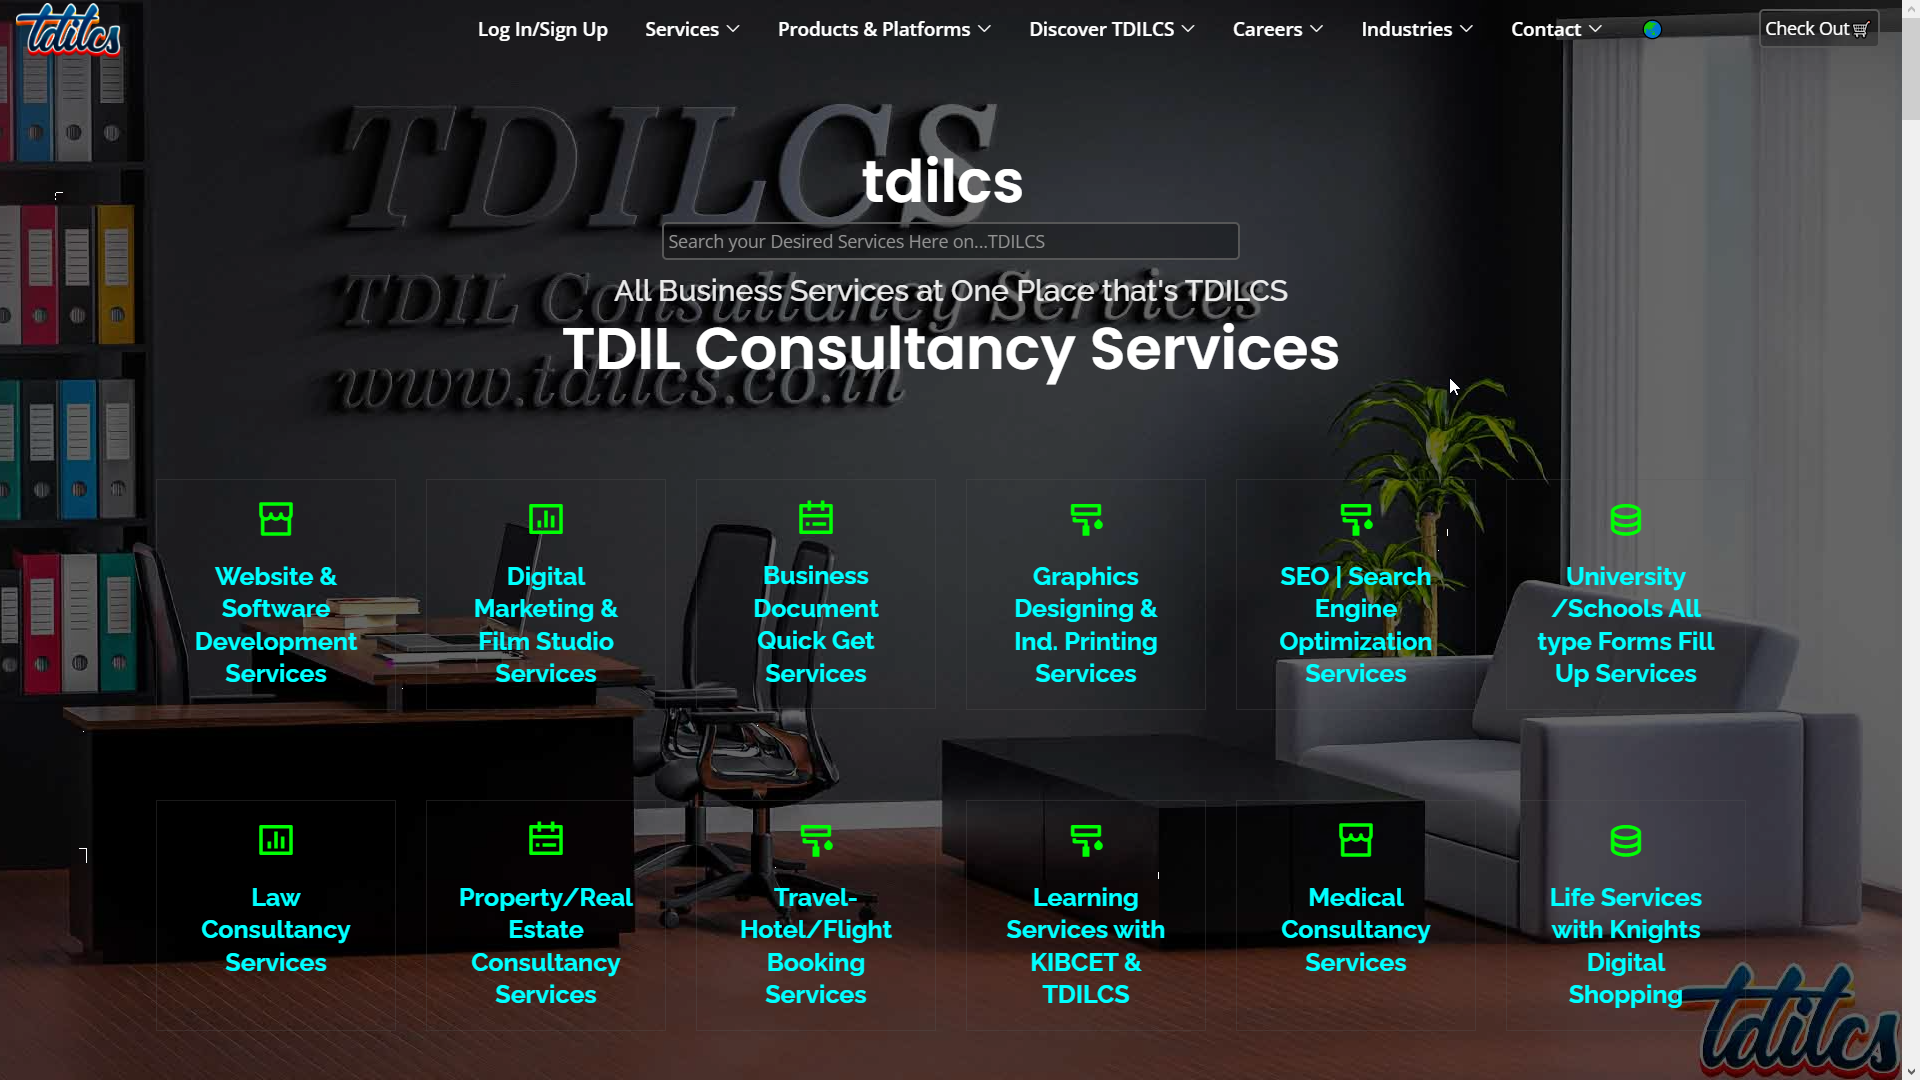 tdilcs
Log In/Sign Up Services Products & Platforms Discover TDILCS Careers Industries Contact Check Out
TDILCS
tdilcs
Search your Desired Services Here on...TDILCS
All Business Services at One Place that's TDILCS
TDIL Consultancy Services
TDIL Consultancy Services
www.tdilcs.co.in
Website &
Software
Development
Services
Digital
Marketing &
Film Studio
Services
Business
Document
Quick Get
Services
Graphics
Designing &
Ind. Printing
Services
SEO | Search
Engine
Optimization
Services
University
/Schools All
type Forms Fill
Up Services
Law
Consultancy
Services
Property/Real
Estate
Consultancy
Services
Travel-
Hotel/Flight
Booking
Services
Learning
Services with
KIBCET &
TDILCS
Medical
Consultancy
Services
Life Services
with Knights
Digital
Shopping
tdilcs